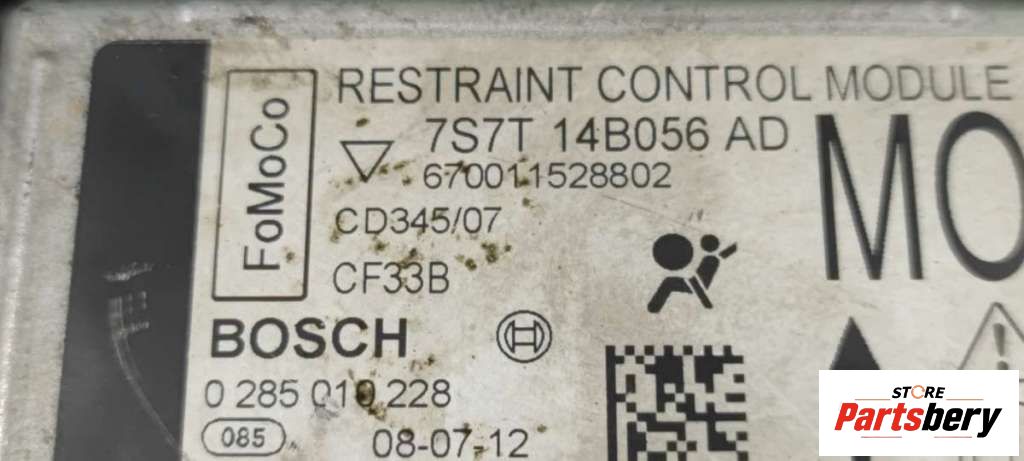 RESTRAINT CONTROL MODULE
FoMoCo
7S7T 14B056 AD
MO
670011528802
CD345/07
CF33B
BOSCH
0 285 010 228
085
08-07-12
STORE
Partsbery